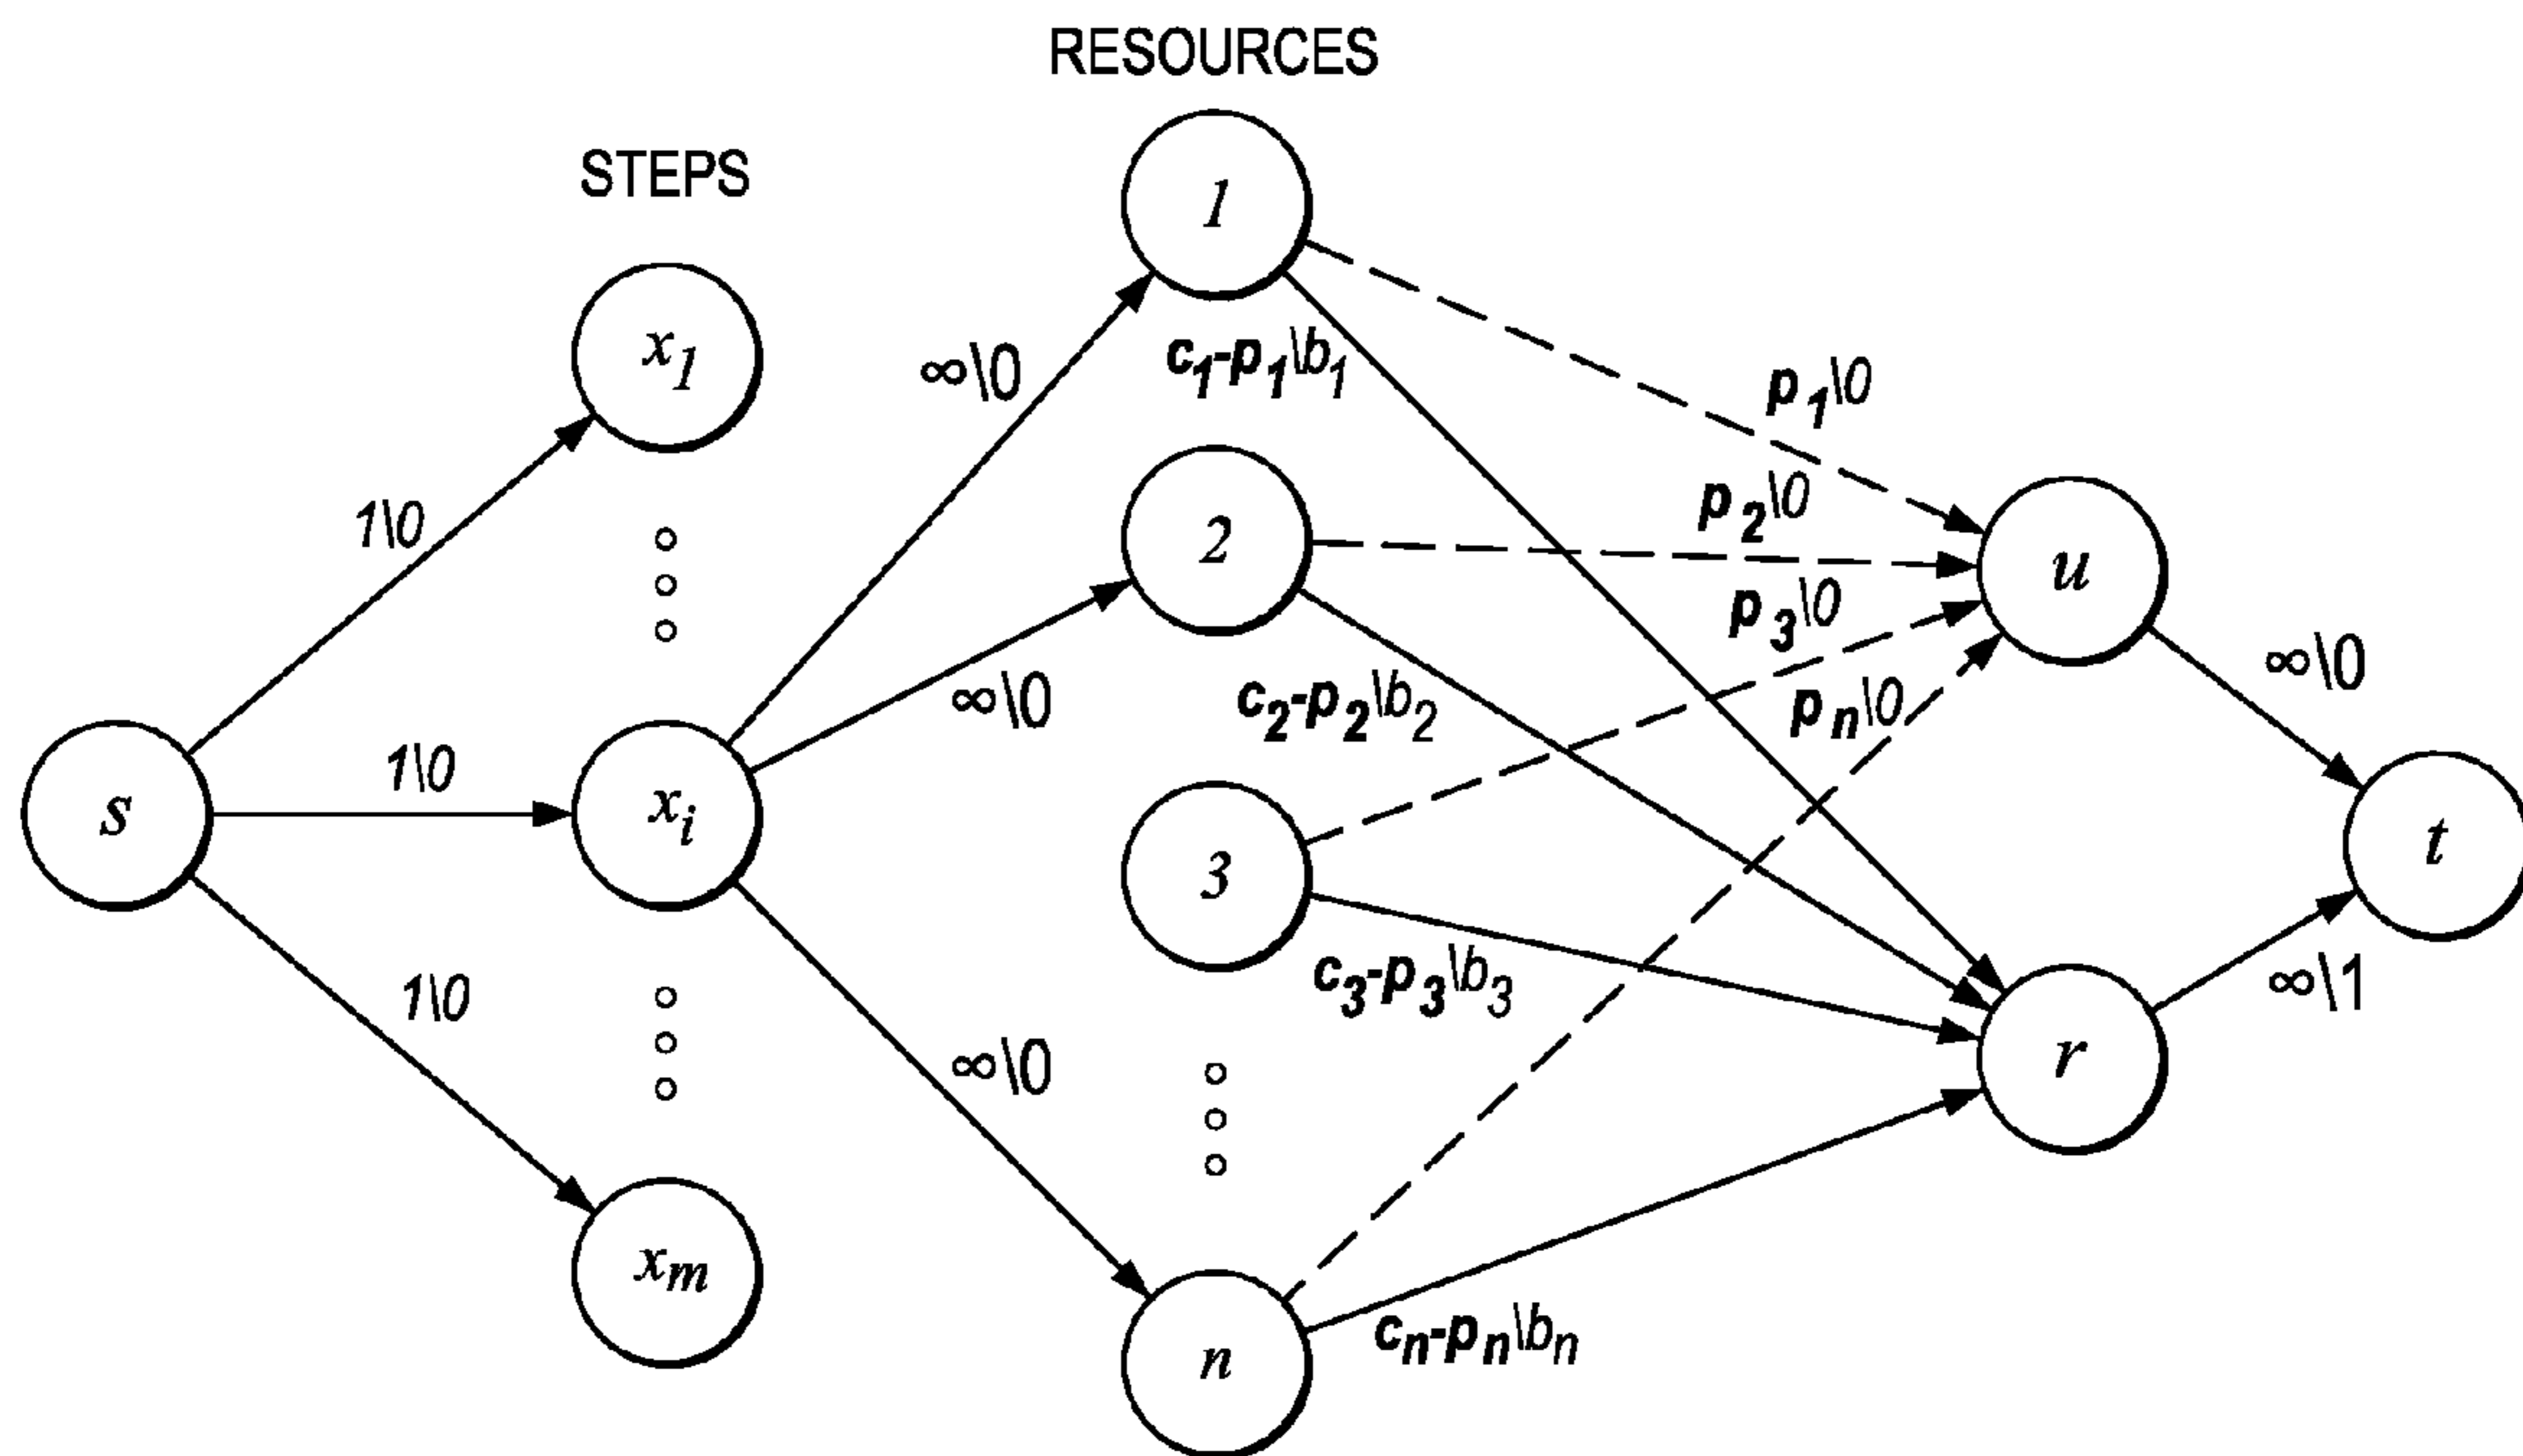 RESOURCES
STEPS
1
x1
∞\0
c1-p1\b1
p1\0
1\0
2
p2\0
u
p3\0
∞\0
c2-p2\b2
pn\0
∞\0
s
1\0
xi
3
t
c3-p3\b3
∞\1
1\0
∞\0
r
xm
n
cn-pn\bn